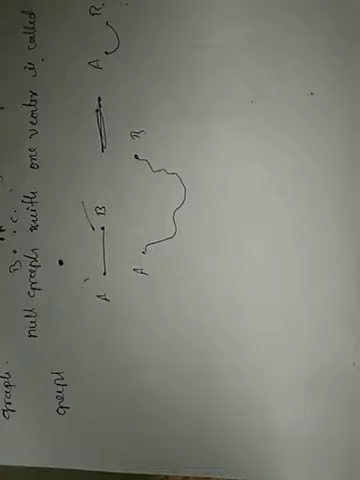 graph.
B . . C.
null graph with one vertex is called
graph
A B
A B
A B